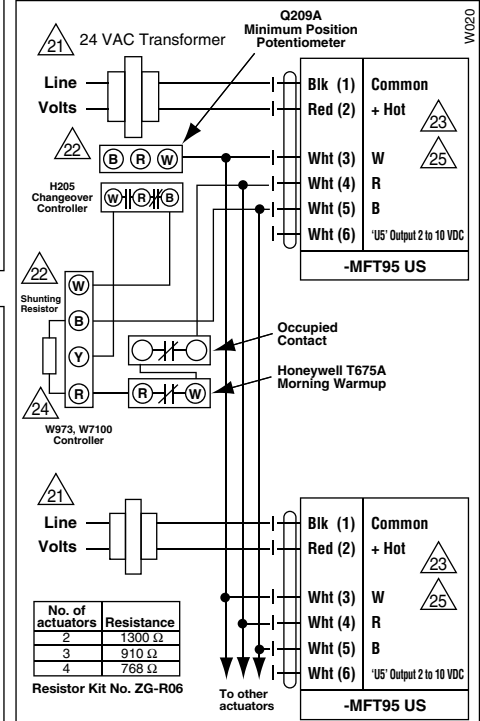 W020
Q209A
Minimum Position
Potentiometer
21 24 VAC Transformer
Line
Volts
Blk (1) Common
Red (2) + Hot
23
22
B R W
Wht (3) W
25
H205
Changeover
Controller
W R B
Wht (4) R
Wht (5) B
Wht (6) 'U5' Output 2 to 10 VDC
-MFT95 US
22
Shunting
Resistor
W
B
Y
R
24
W973, W7100
Controller
Occupied
Contact
R W
Honeywell T675A
Morning Warmup
21
Line
Volts
Blk (1) Common
Red (2) + Hot
23
Wht (3) W
25
Wht (4) R
Wht (5) B
Wht (6) 'U5' Output 2 to 10 VDC
-MFT95 US
No. of
actuators Resistance
2 1300 Ω
3 910 Ω
4 768 Ω
Resistor Kit No. ZG-R06
To other
actuators